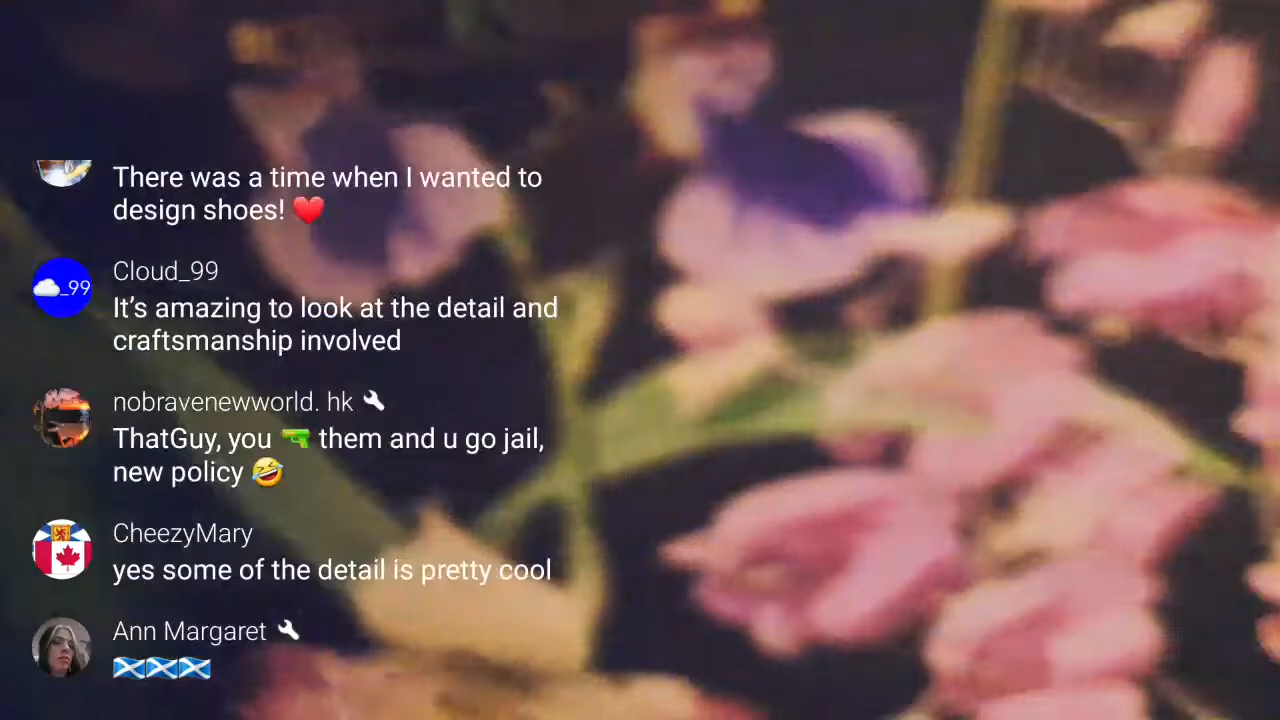 There was a time when I wanted to
design shoes! ❤️
Cloud_99
_99
It’s amazing to look at the detail and
craftsmanship involved
nobravenewworld. hk
ThatGuy, you 🔫 them and u go jail,
new policy 🤣
CheezyMary
yes some of the detail is pretty cool
Ann Margaret
🏴󠁧󠁢󠁳󠁣󠁴󠁿🏴󠁧󠁢󠁳󠁣󠁴󠁿🏴󠁧󠁢󠁳󠁣󠁴󠁿